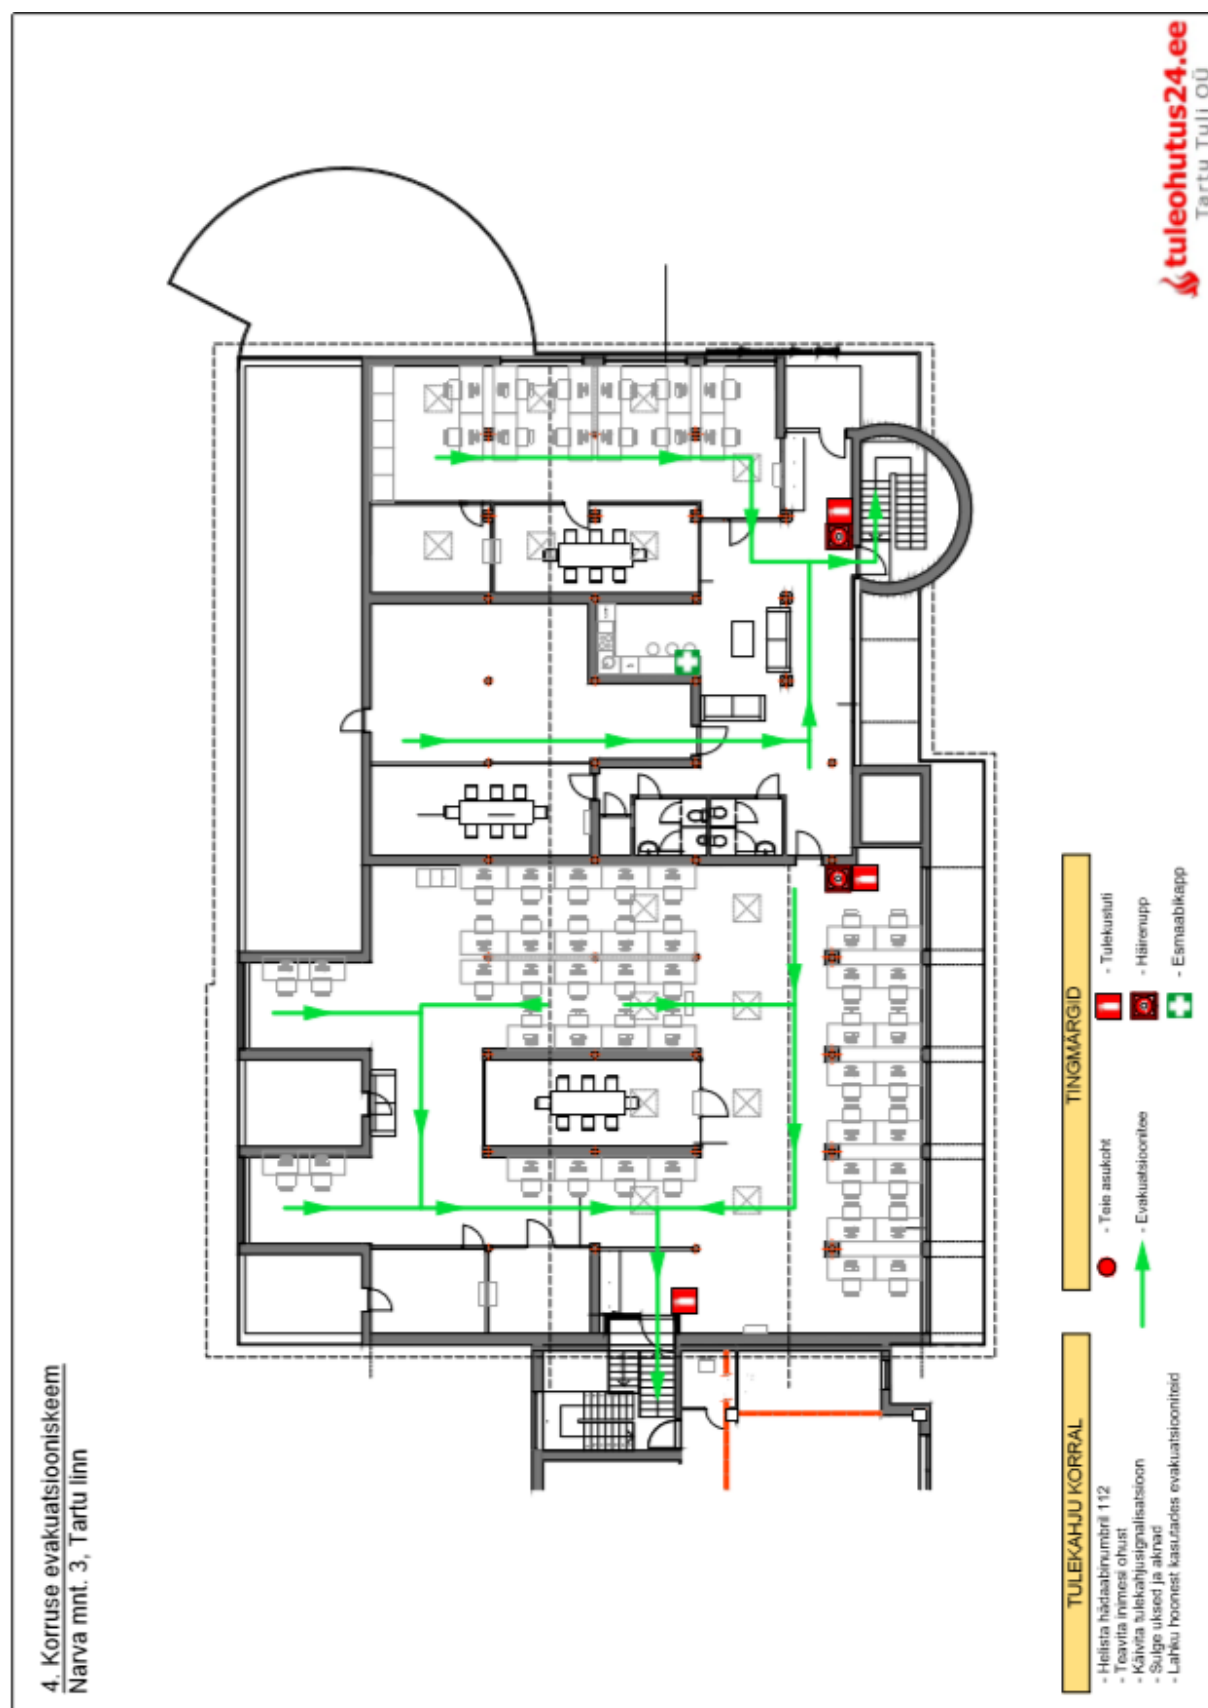 4. Korruse evakuatsiooniskeem
Narva mnt. 3, Tartu linn
TULEKAHJU KORRAL
- Helista hädaabinumbril 112
- Teavita inimesi ohust
- Käivita tulekahjusignalisatsioon
- Sulge uksed ja aknad
- Lahku hoonest kasutades evakuatsiooniteid
TINGMÄRGID
- Teie asukoht
- Evakuatsioonitee
- Tulekustuti
- Häirenupp
- Esmaabikapp
tuleohutus24.ee
Tartu Tuli OÜ